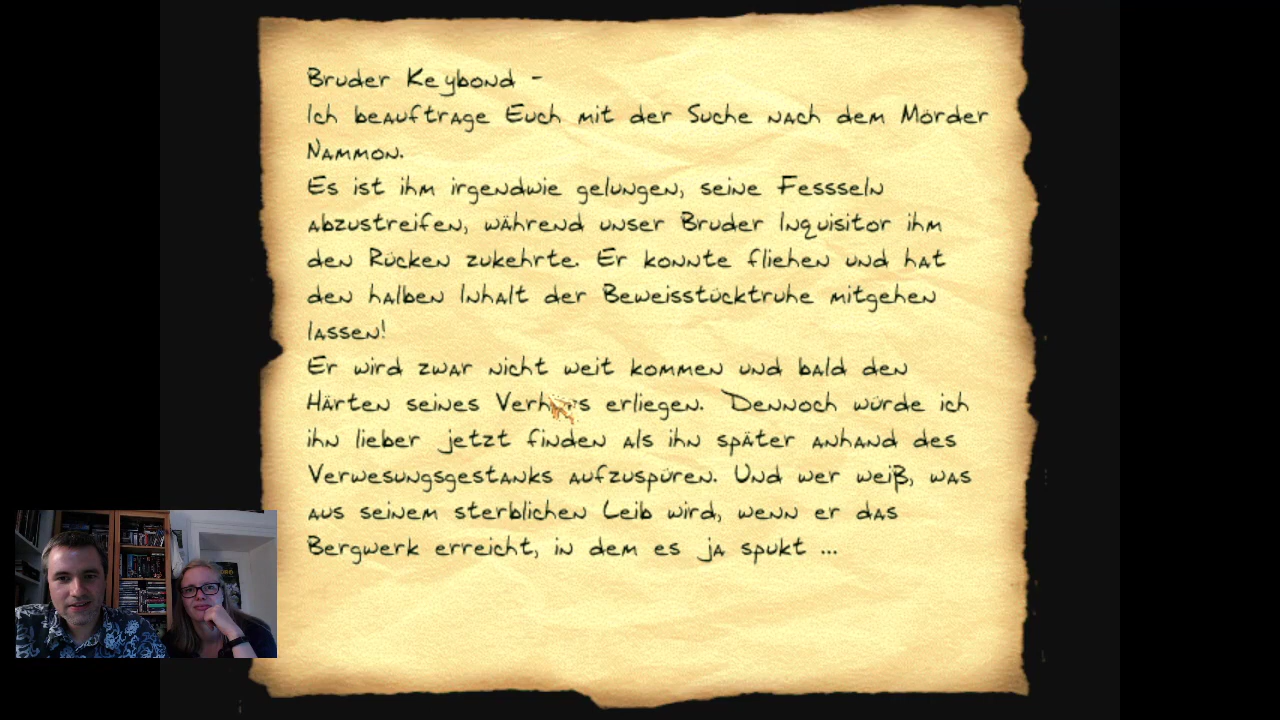 Bruder Keybond -
Ich beauftrage Euch mit der Suche nach dem Mörder
Nammon.
Es ist ihm irgendwie gelungen, seine Fessseln
abzustreifen, während unser Bruder Inquisitor ihm
den Rücken zukehrte. Er konnte fliehen und hat
den halben Inhalt der Beweisstücktruhe mitgehen
lassen!
Er wird zwar nicht weit kommen und bald den
Härten seines Verhörs erliegen. Dennoch würde ich
ihn lieber jetzt finden als ihn später anhand des
Verwesungsgestanks aufzuspüren. Und wer weiß, was
aus seinem sterblichen Leib wird, wenn er das
Bergwerk erreicht, in dem es ja spukt ...